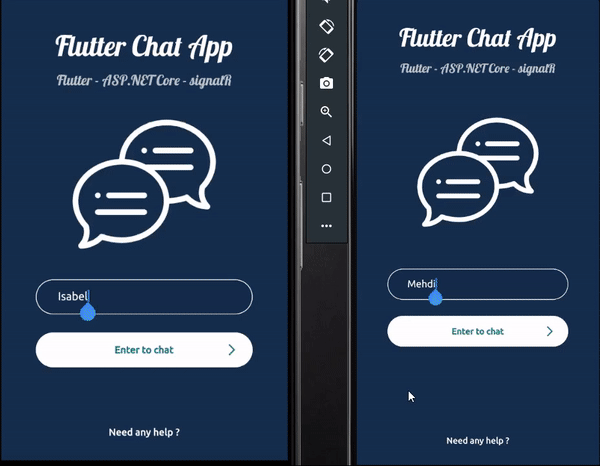 Flutter Chat App
Flutter - ASP.NET Core - signalR
Isabel
Enter to chat
Need any help ?
Flutter Chat App
Flutter - ASP.NET Core - signalR
Mehdi
Enter to chat
Need any help ?